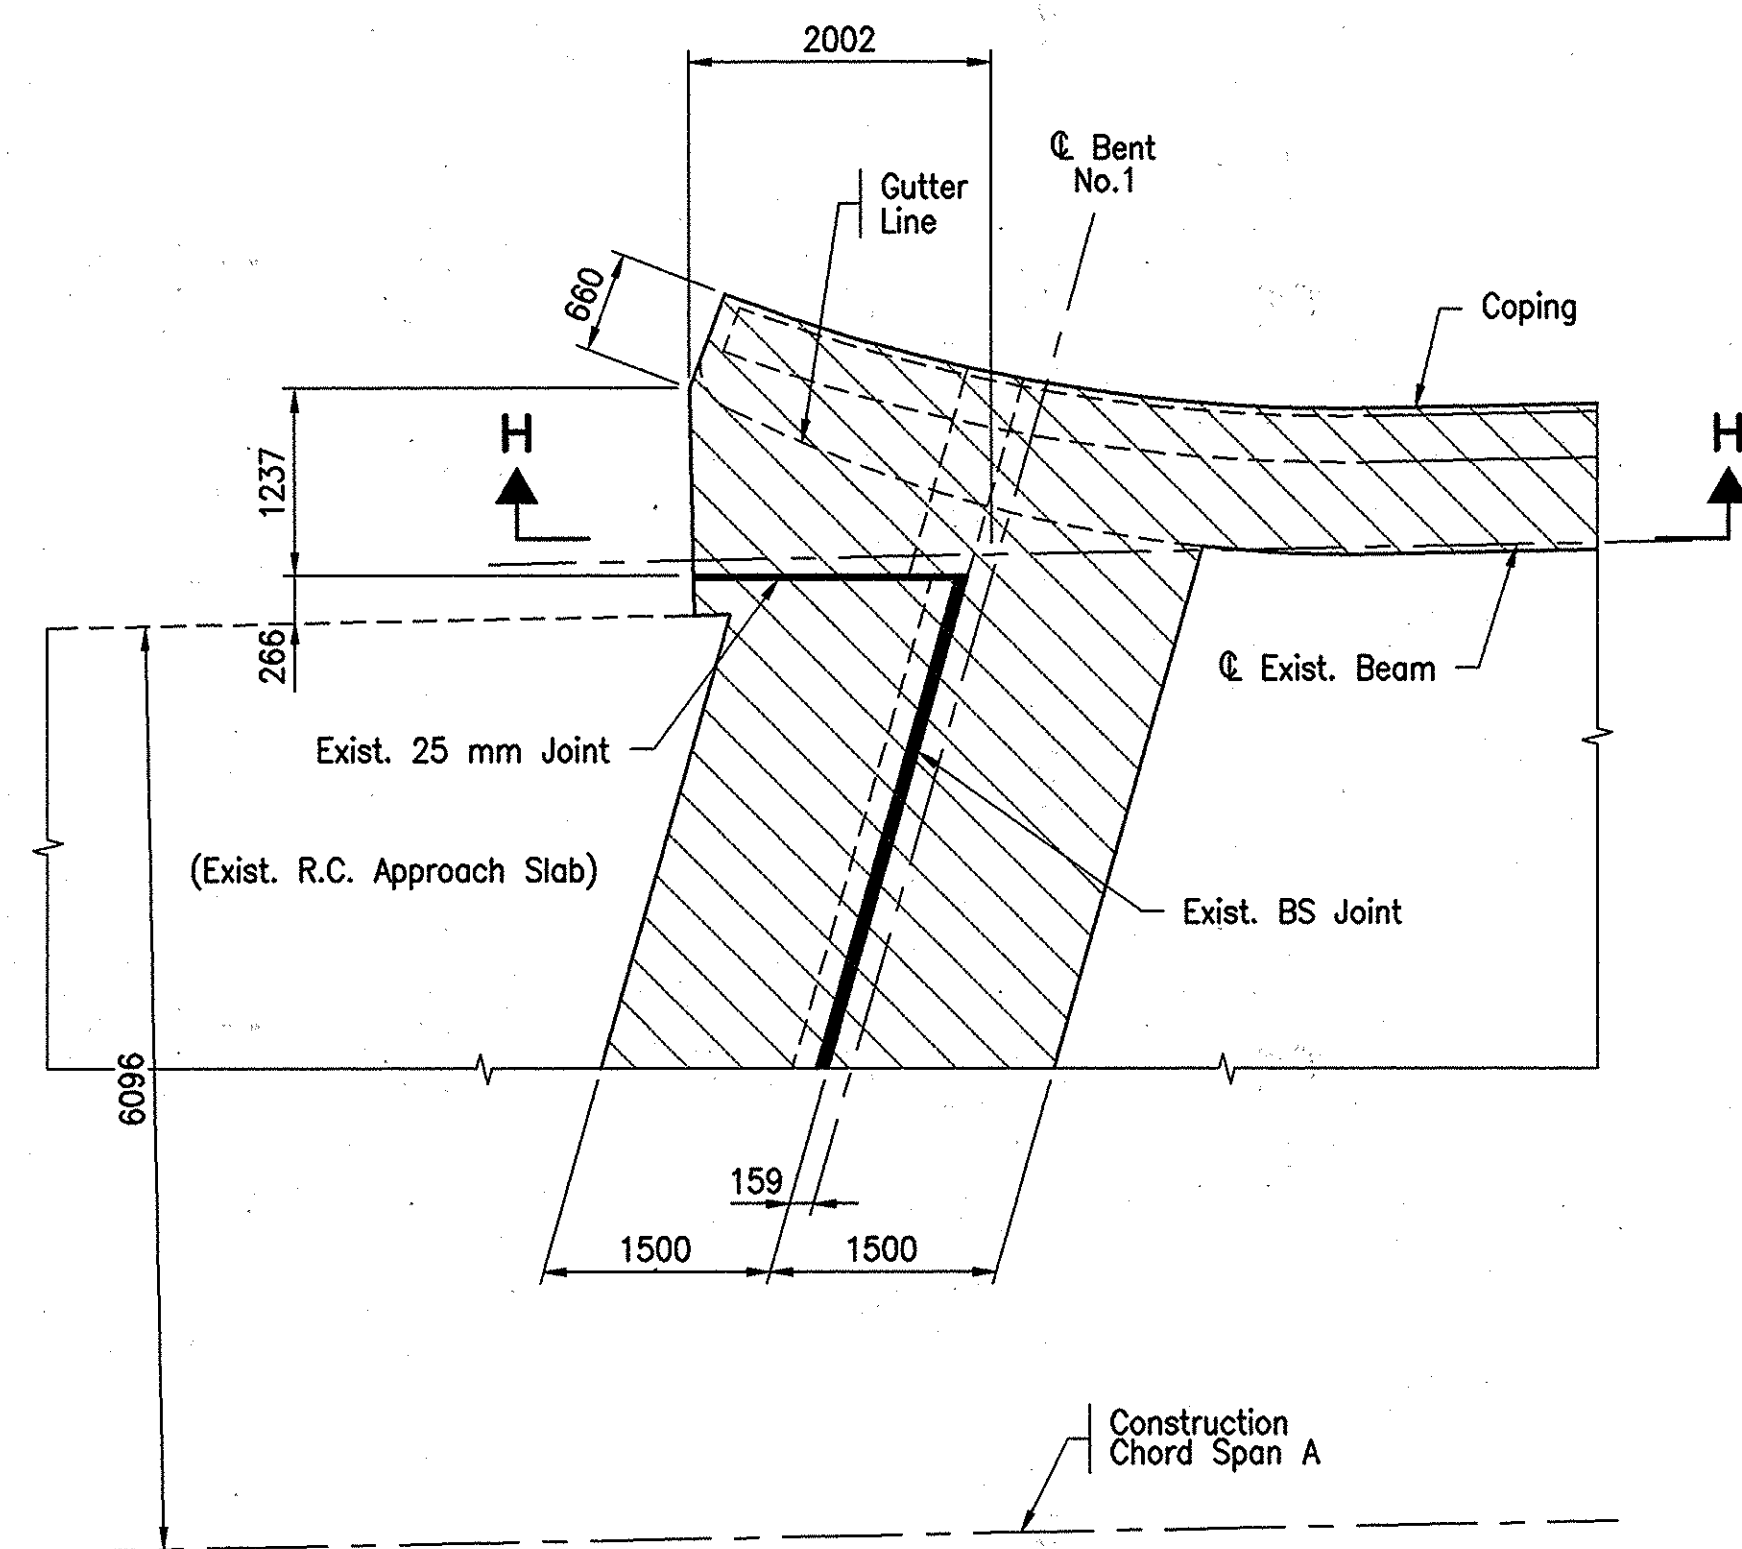 2002
℄ Bent
No.1
Gutter
Line
660
Coping
H
H
1237
266
℄ Exist. Beam
Exist. 25 mm Joint
(Exist. R.C. Approach Slab)
Exist. BS Joint
6096
159
1500
1500
Construction
Chord Span A